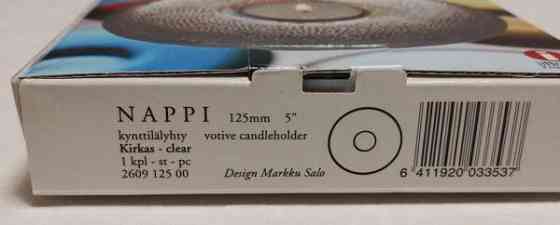 NAPPI 125mm 5"
kynttilälyhty votive candleholder
Kirkas - clear
1 kpl - st - pc
2609 125 00 Design Markku Salo
6 411920 033537